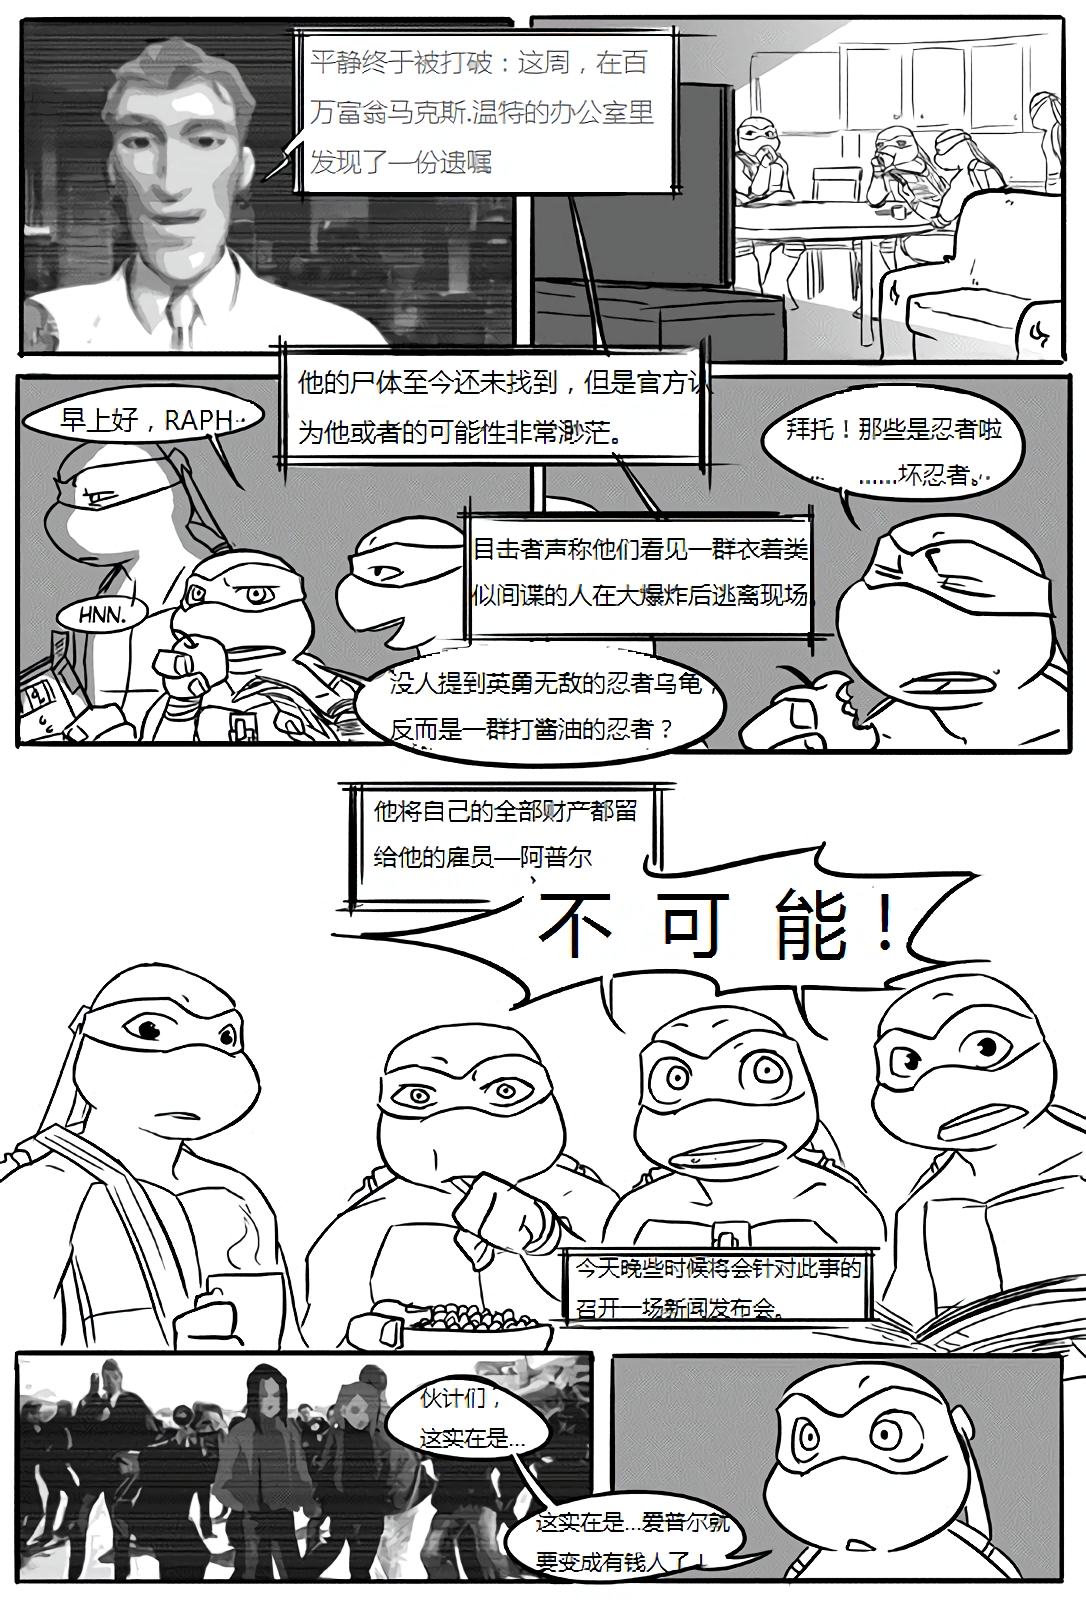 平静终于被打破：这周，在百
万富翁马克斯.温特的办公室里
发现了一份遗嘱
他的尸体至今还未找到，但是官方认
为他或者的可能性非常渺茫。
早上好，RAPH..
HNN.
目击者声称他们看见一群衣着类
似间谍的人在大爆炸后逃离现场.
没人提到英勇无敌的忍者乌龟，
反而是一群打酱油的忍者？
拜托！那些是忍者啦
... ......坏忍者。
他将自己的全部财产都留
给他的雇员—阿普尔
不 可 能！
今天晚些时候将会针对此事的
召开一场新闻发布会。
伙计们，
这实在是...
这实在是...爱普尔就
要变成有钱人了！